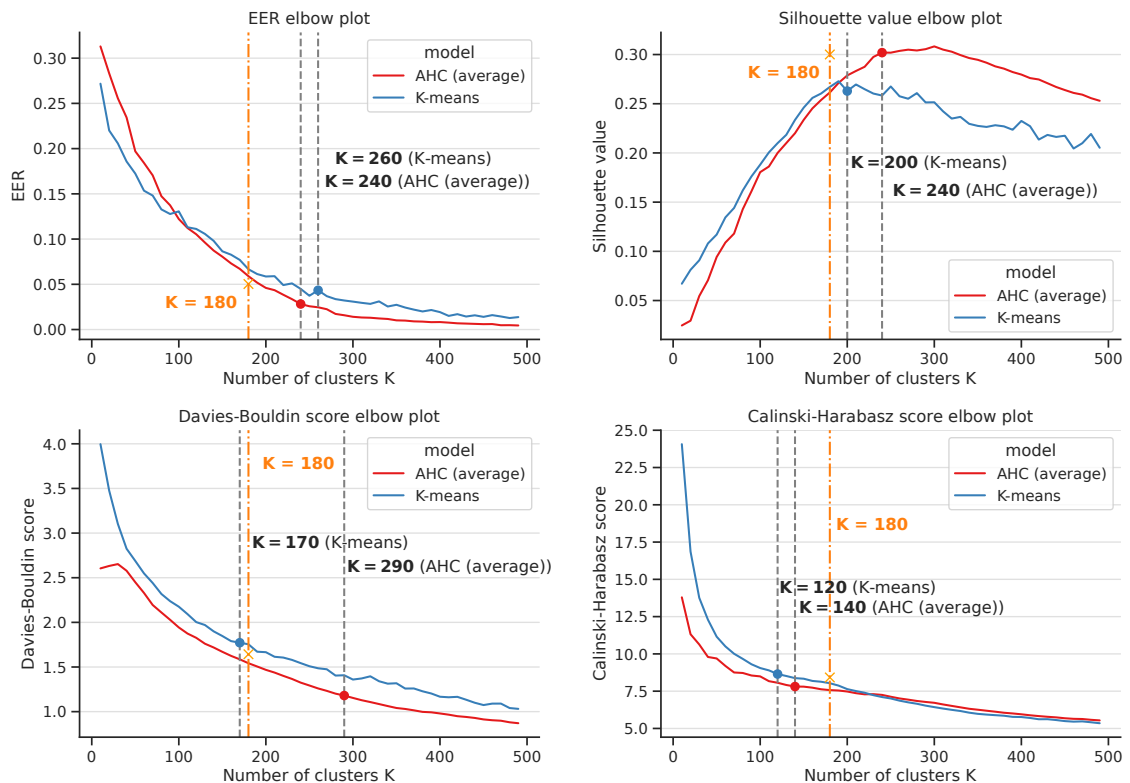 EER elbow plot
EER
0.30
0.25
0.20
0.15
0.10
0.05
0.00
model
AHC (average)
K-means
K = 260 (K-means)
K = 240 (AHC (average))
K = 180
0
100
200
300
400
500
Number of clusters K
Silhouette value elbow plot
Silhouette value
0.30
0.25
0.20
0.15
0.10
0.05
K = 180
K = 200 (K-means)
K = 240 (AHC (average))
model
AHC (average)
K-means
0
100
200
300
400
500
Number of clusters K
Davies-Bouldin score elbow plot
Davies-Bouldin score
4.0
3.5
3.0
2.5
2.0
1.5
1.0
model
AHC (average)
K-means
K = 180
K = 170 (K-means)
K = 290 (AHC (average))
0
100
200
300
400
500
Number of clusters K
Calinski-Harabasz score elbow plot
Calinski-Harabasz score
25.0
22.5
20.0
17.5
15.0
12.5
10.0
7.5
5.0
model
AHC (average)
K-means
K = 180
K = 120 (K-means)
K = 140 (AHC (average))
0
100
200
300
400
500
Number of clusters K